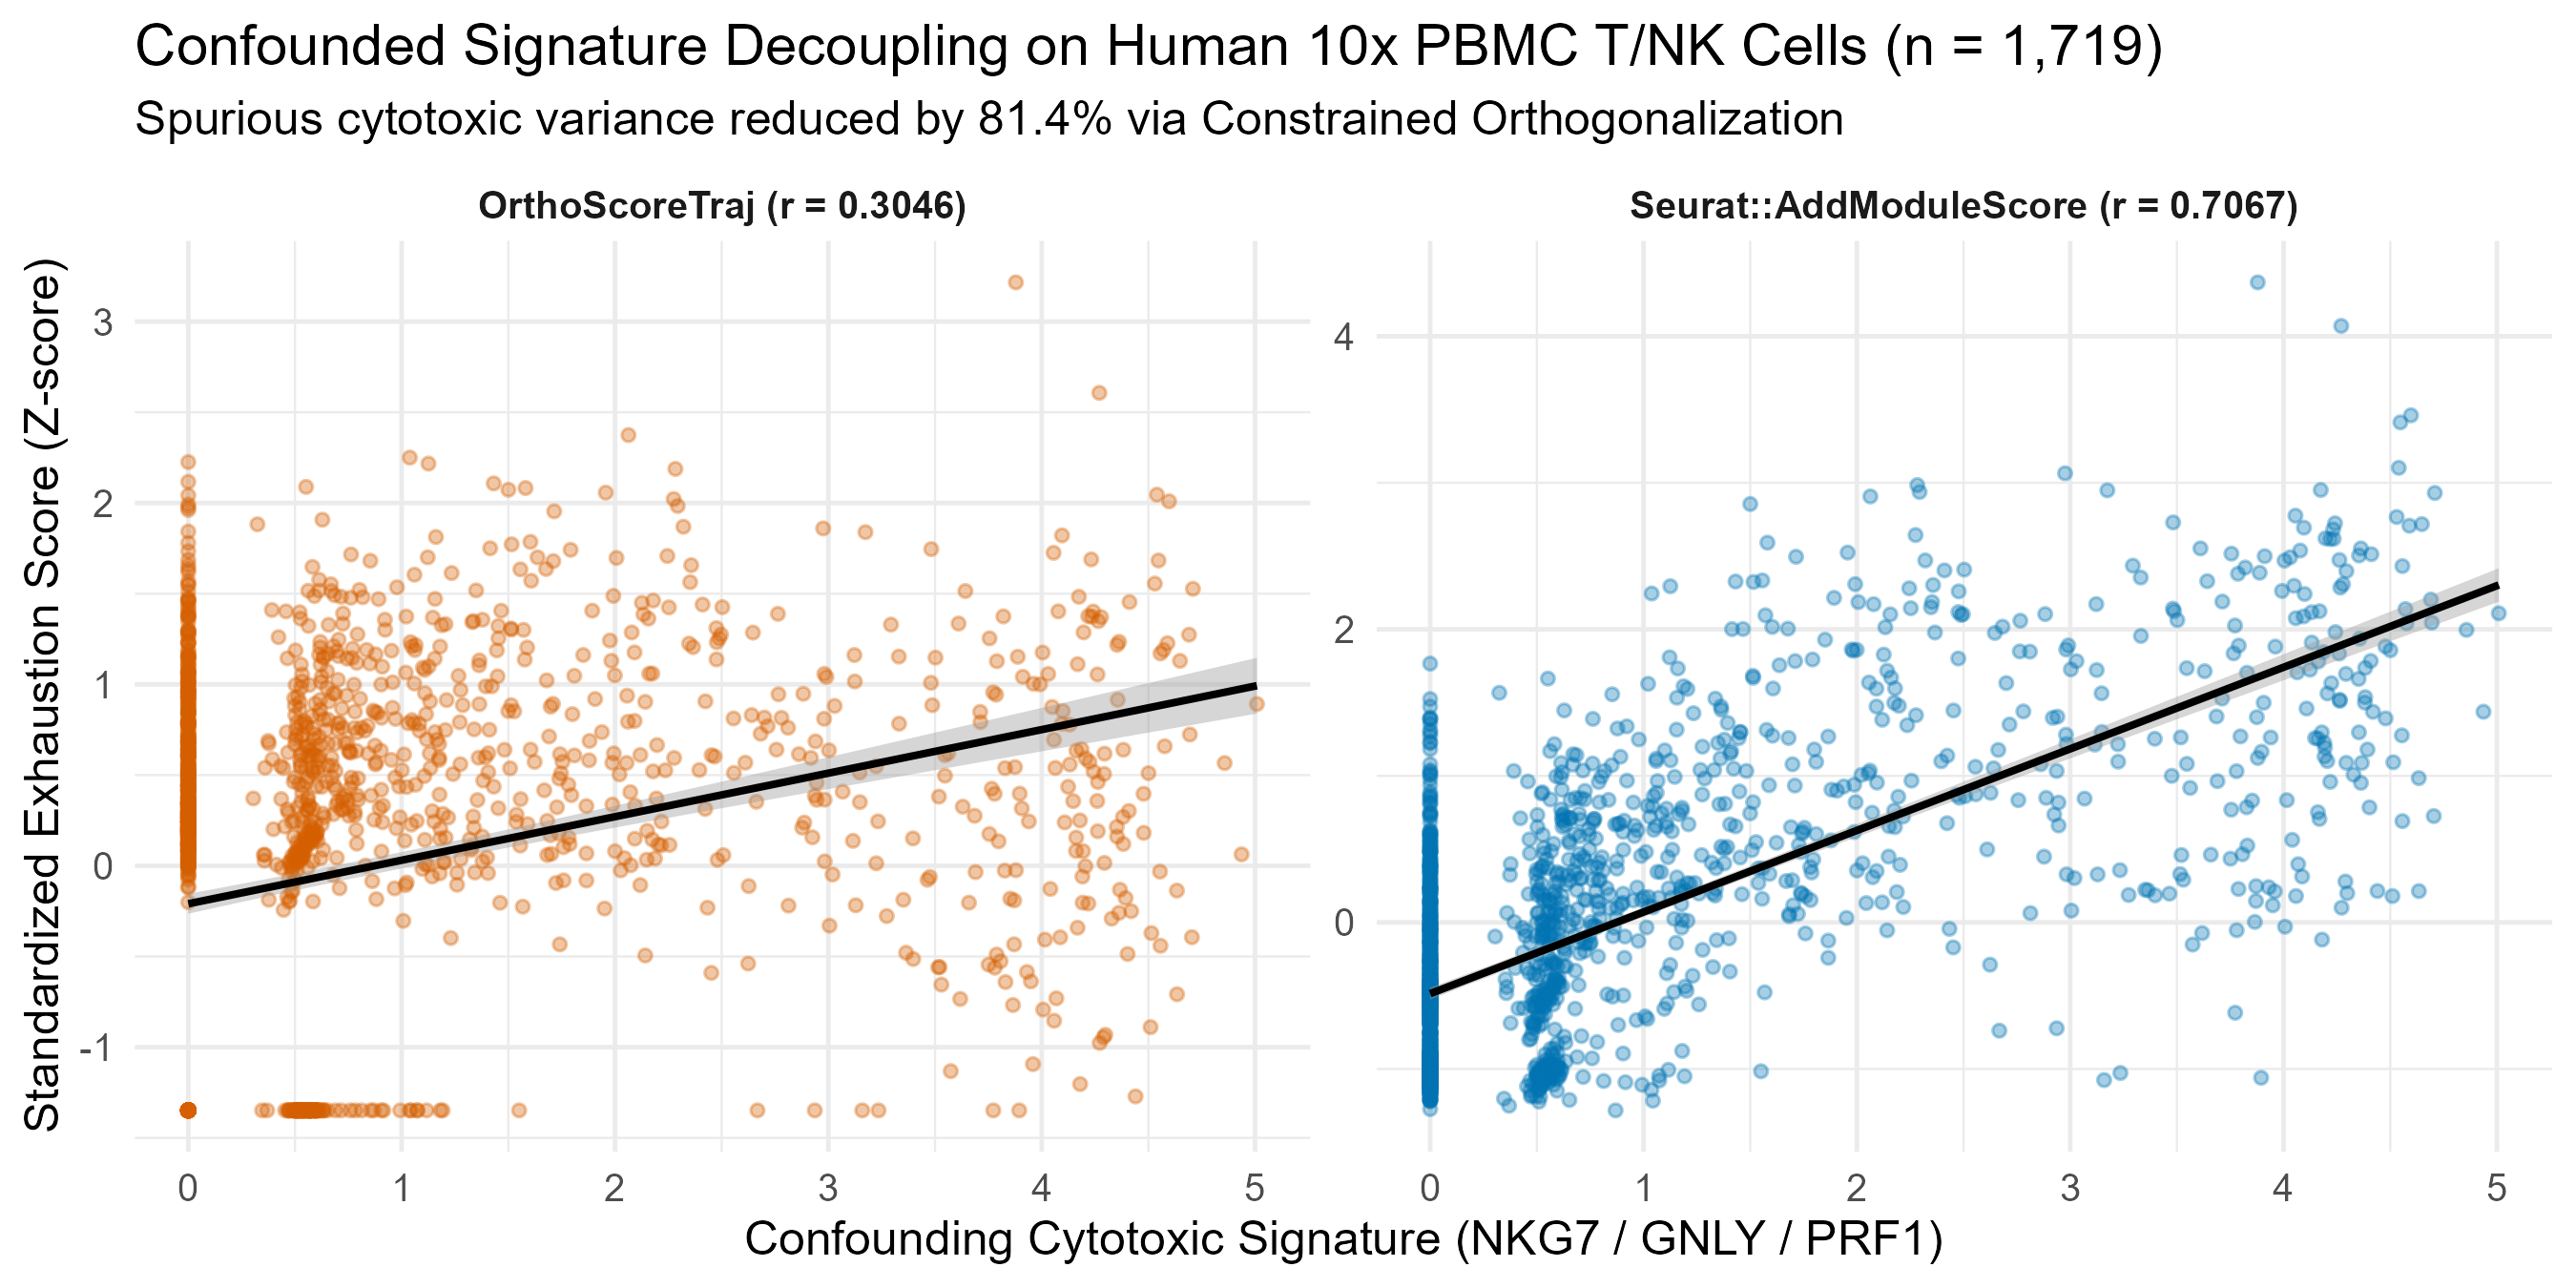 Confounded Signature Decoupling on Human 10x PBMC T/NK Cells (n = 1,719)
Spurious cytotoxic variance reduced by 81.4% via Constrained Orthogonalization
OrthoScoreTraj (r = 0.3046)
Seurat::AddModuleScore (r = 0.7067)
Standardized Exhaustion Score (Z-score)
3
2
1
0
-1
4
2
0
0 1 2 3 4 5
0 1 2 3 4 5
Confounding Cytotoxic Signature (NKG7 / GNLY / PRF1)